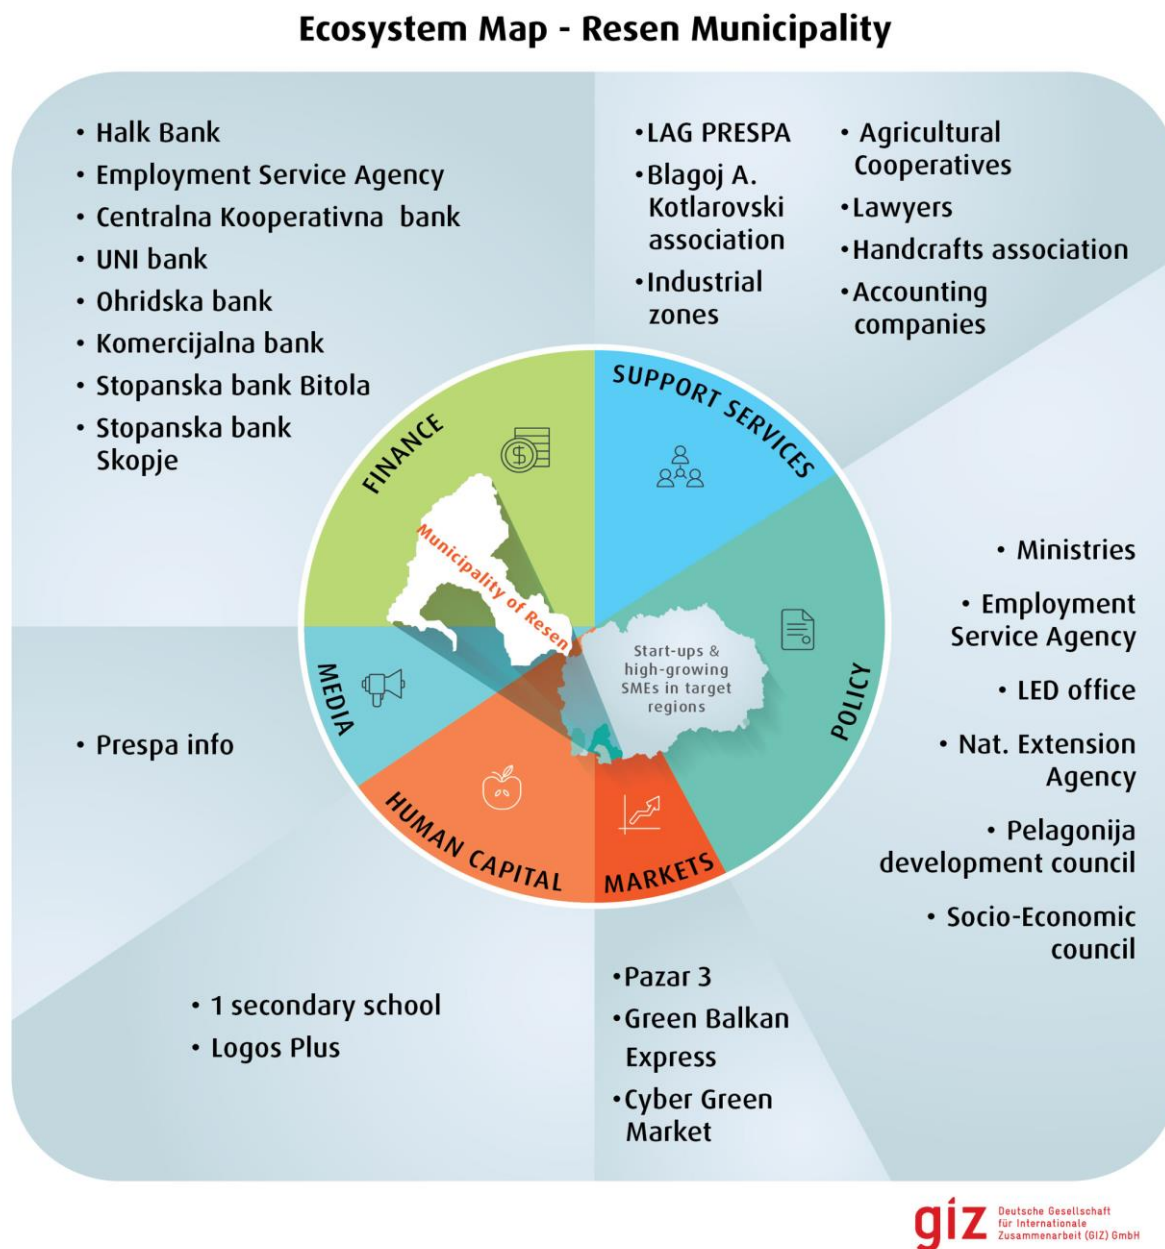 Ecosystem Map - Resen Municipality
• Halk Bank
• Employment Service Agency
• Centralna Kooperativna bank
• UNI bank
• Ohridska bank
• Komercijalna bank
• Stopanska bank Bitola
• Stopanska bank
Skopje
•LAG PRESPA
•Blagoj A.
Kotlarovski
association
•Industrial
zones
• Agricultural
Cooperatives
•Lawyers
•Handcrafts association
•Accounting
companies
FINANCE
SUPPORT SERVICES
Municipality of Resen
Start-ups &
high-growing
SMEs in target
regions
POLICY
MEDIA
HUMAN CAPITAL
MARKETS
• Ministries
• Employment
Service Agency
• LED office
• Nat. Extension
Agency
• Pelagonija
development council
• Socio-Economic
council
• Prespa info
• 1 secondary school
• Logos Plus
•Pazar 3
•Green Balkan
Express
•Cyber Green
Market
giz
Deutsche Gesellschaft
für Internationale
Zusammenarbeit (GIZ) GmbH